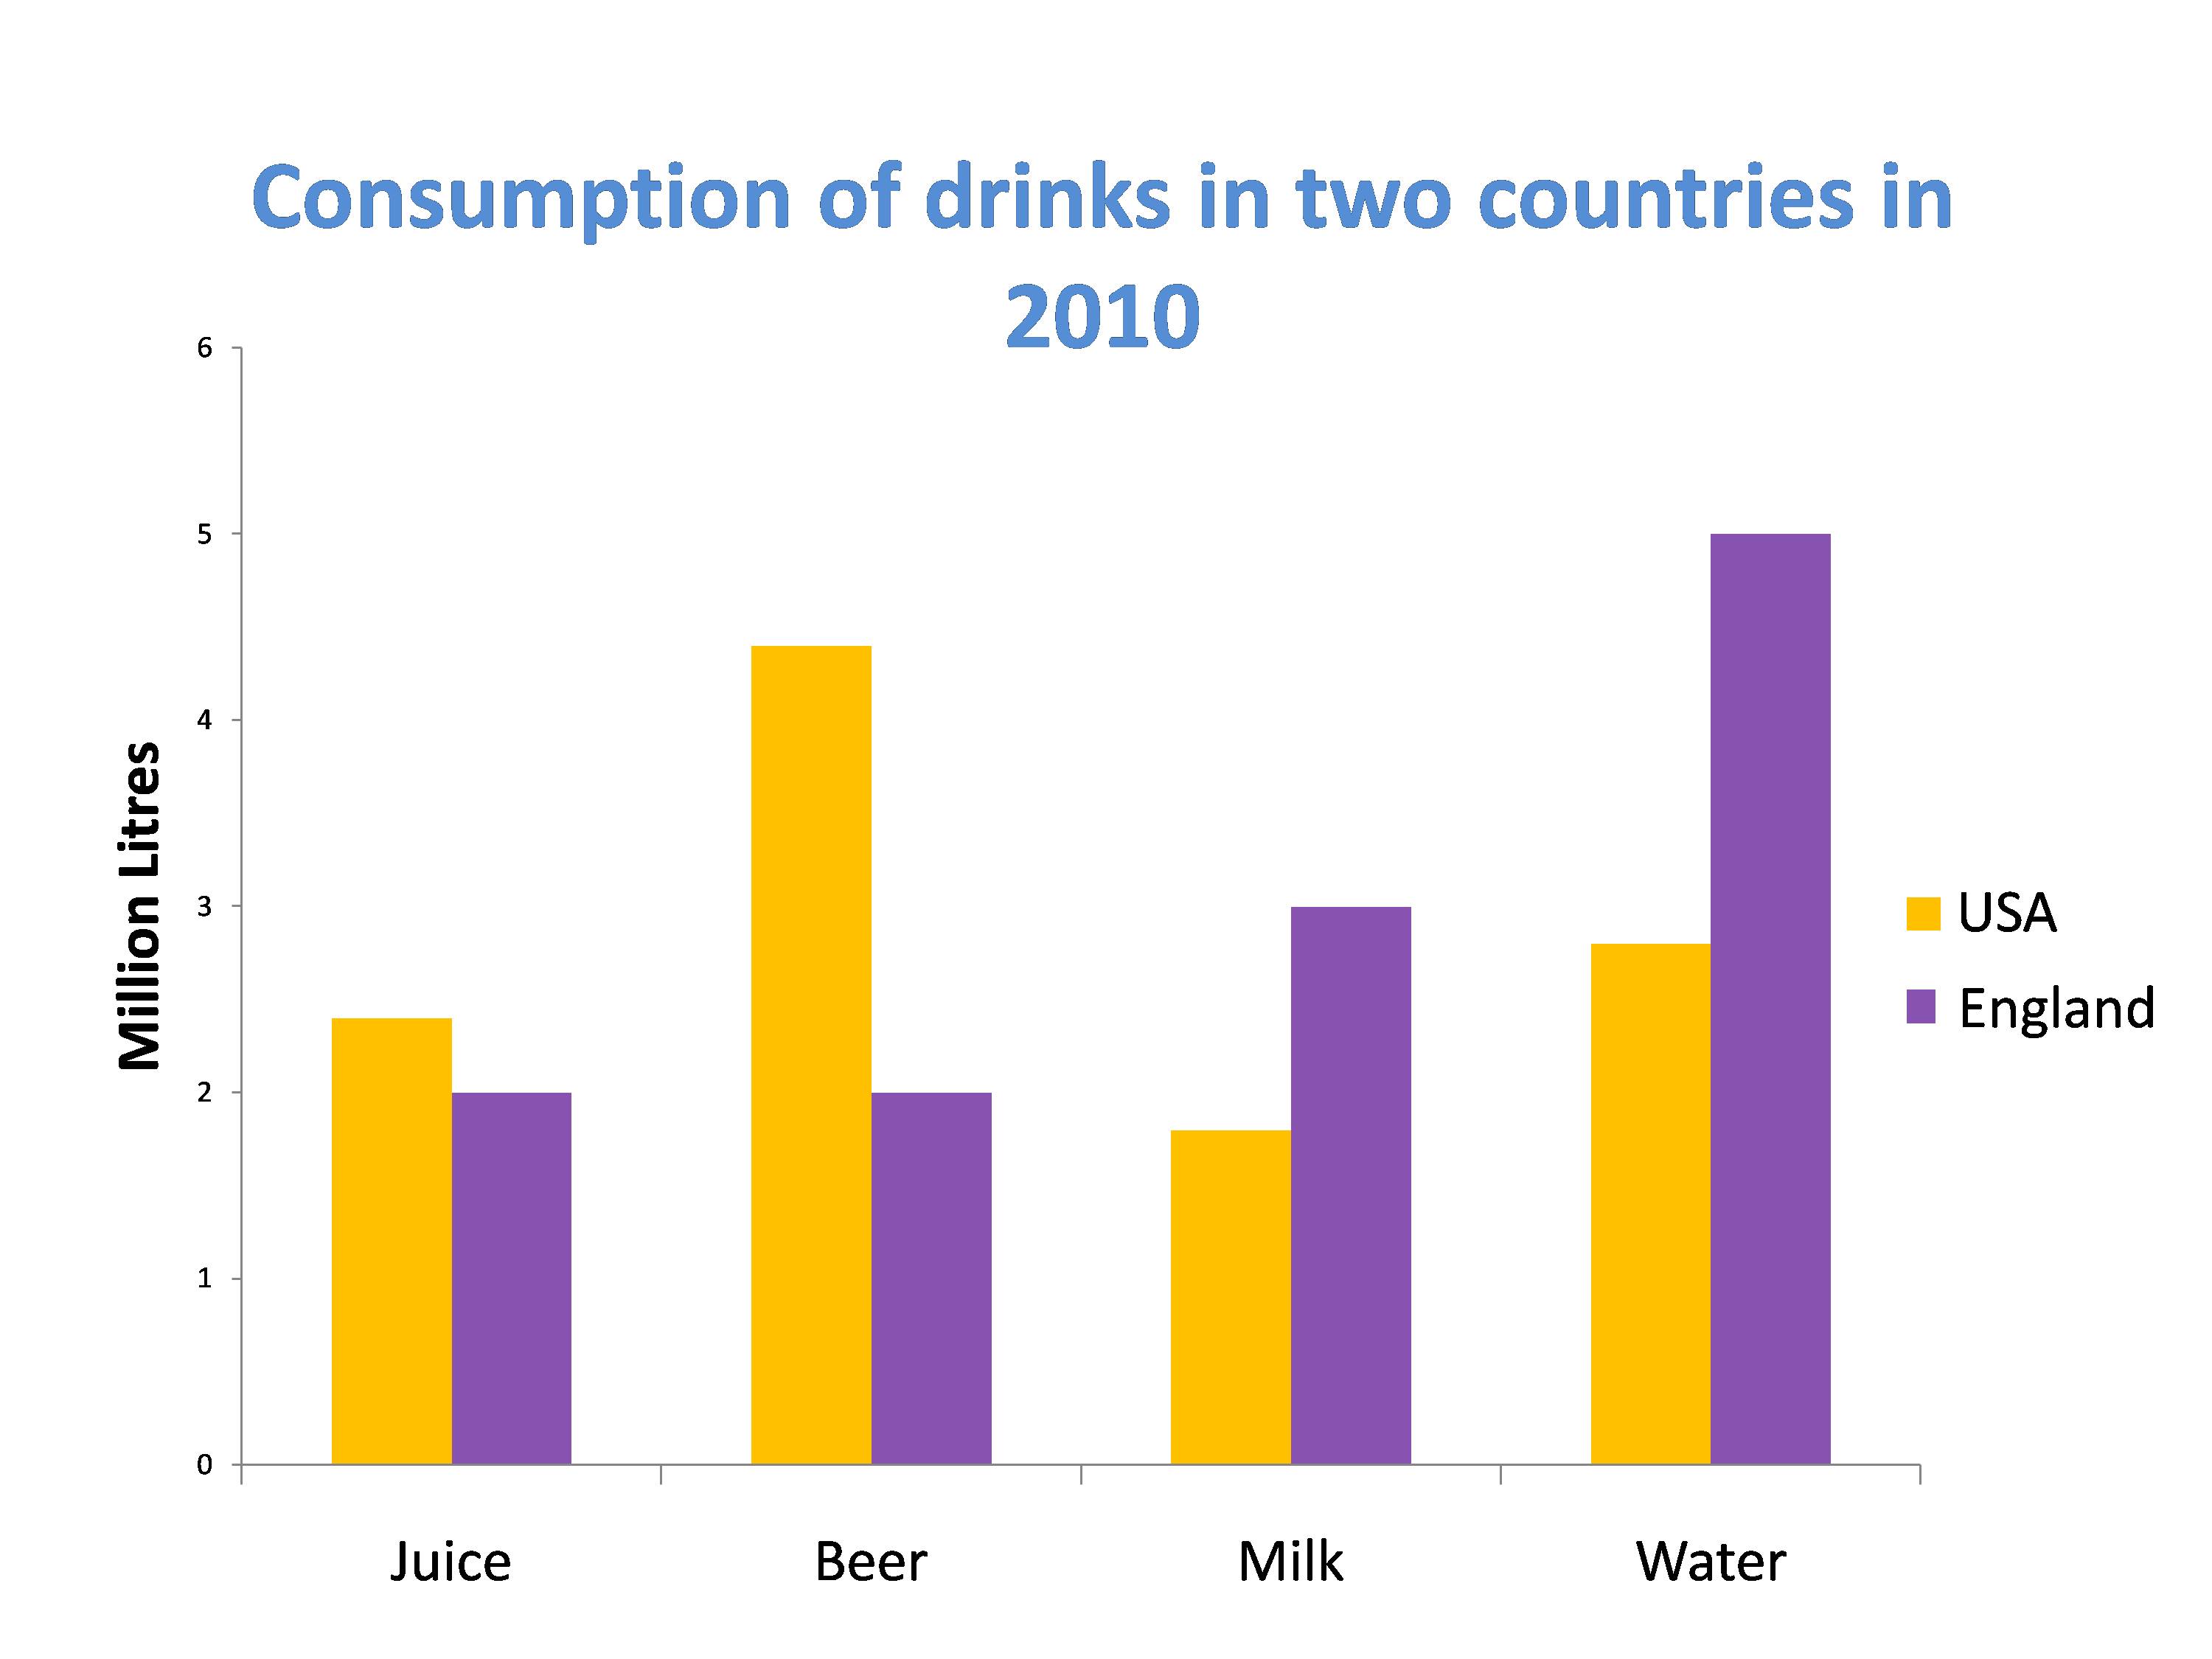 Consumption of drinks in two countries in
2010
6
5
4
3
2
1
0
Million Litres
Juice
Beer
Milk
Water
USA
England